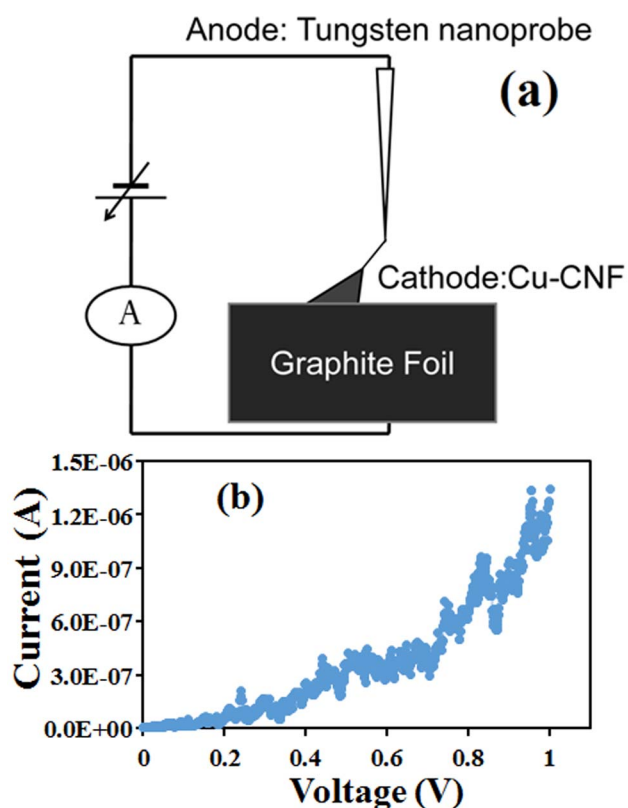 Anode: Tungsten nanoprobe
(a)
A
Cathode:Cu-CNF
Graphite Foil
1.5E-06
(b)
1.2E-06
9.0E-07
6.0E-07
3.0E-07
0.0E+00
Current (A)
0 0.2 0.4 0.6 0.8 1
Voltage (V)